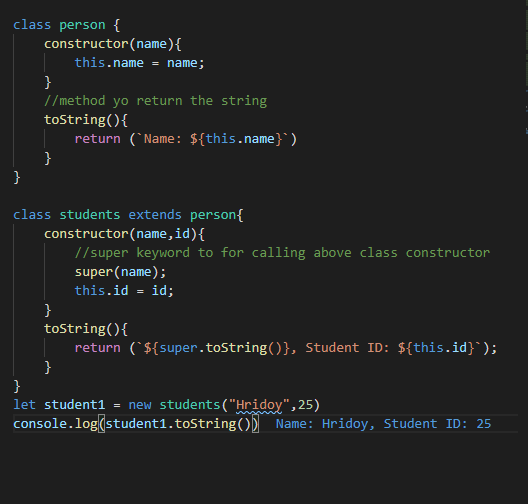 class person {
constructor(name){
this.name = name;
}
//method yo return the string
toString(){
return (`Name: ${this.name}`)
}
}
class students extends person{
constructor(name,id){
//super keyword to for calling above class constructor
super(name);
this.id = id;
}
toString(){
return (`${super.toString()}, Student ID: ${this.id}`);
}
}
let student1 = new students("Hridoy",25)
console.log(student1.toString()) Name: Hridoy, Student ID: 25